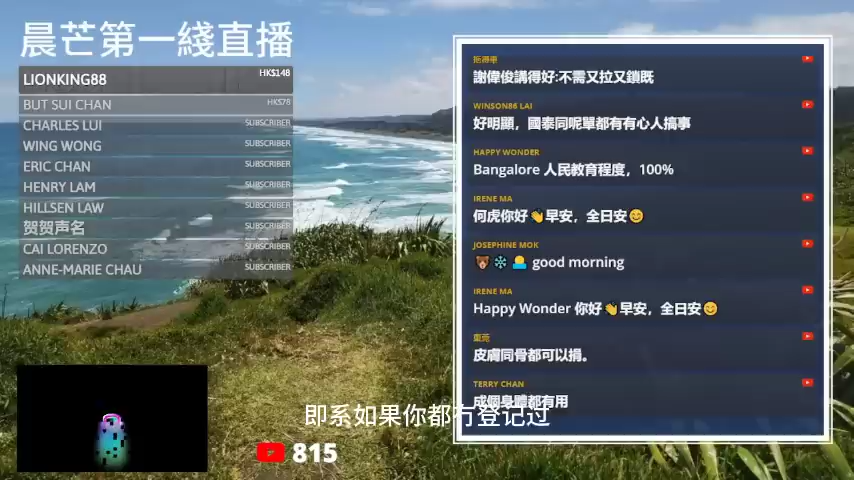 晨芒第一綫直播
LIONKING88 HK$148
BUT SUI CHAN HK$78
CHARLES LUI SUBSCRIBER
WING WONG SUBSCRIBER
ERIC CHAN SUBSCRIBER
HENRY LAM SUBSCRIBER
HILLSEN LAW SUBSCRIBER
贺贺声名 SUBSCRIBER
CAI LORENZO SUBSCRIBER
ANNE-MARIE CHAU SUBSCRIBER
謝偉俊講得好:不需又拉又鎖既
WINSON86 LAI
好明顯，國泰同呢單都有有心人搞事
HAPPY WONDER
Bangalore 人民教育程度，100%
IRENE MA
何虎你好👏早安，全日安😊
JOSEPHINE MOK
🐻❄️🌅 good morning
IRENE MA
Happy Wonder 你好👏早安，全日安😊
皮膚同骨都可以捐。
TERRY CHAN
成個身體都有用
即系如果你都冇登记过
815